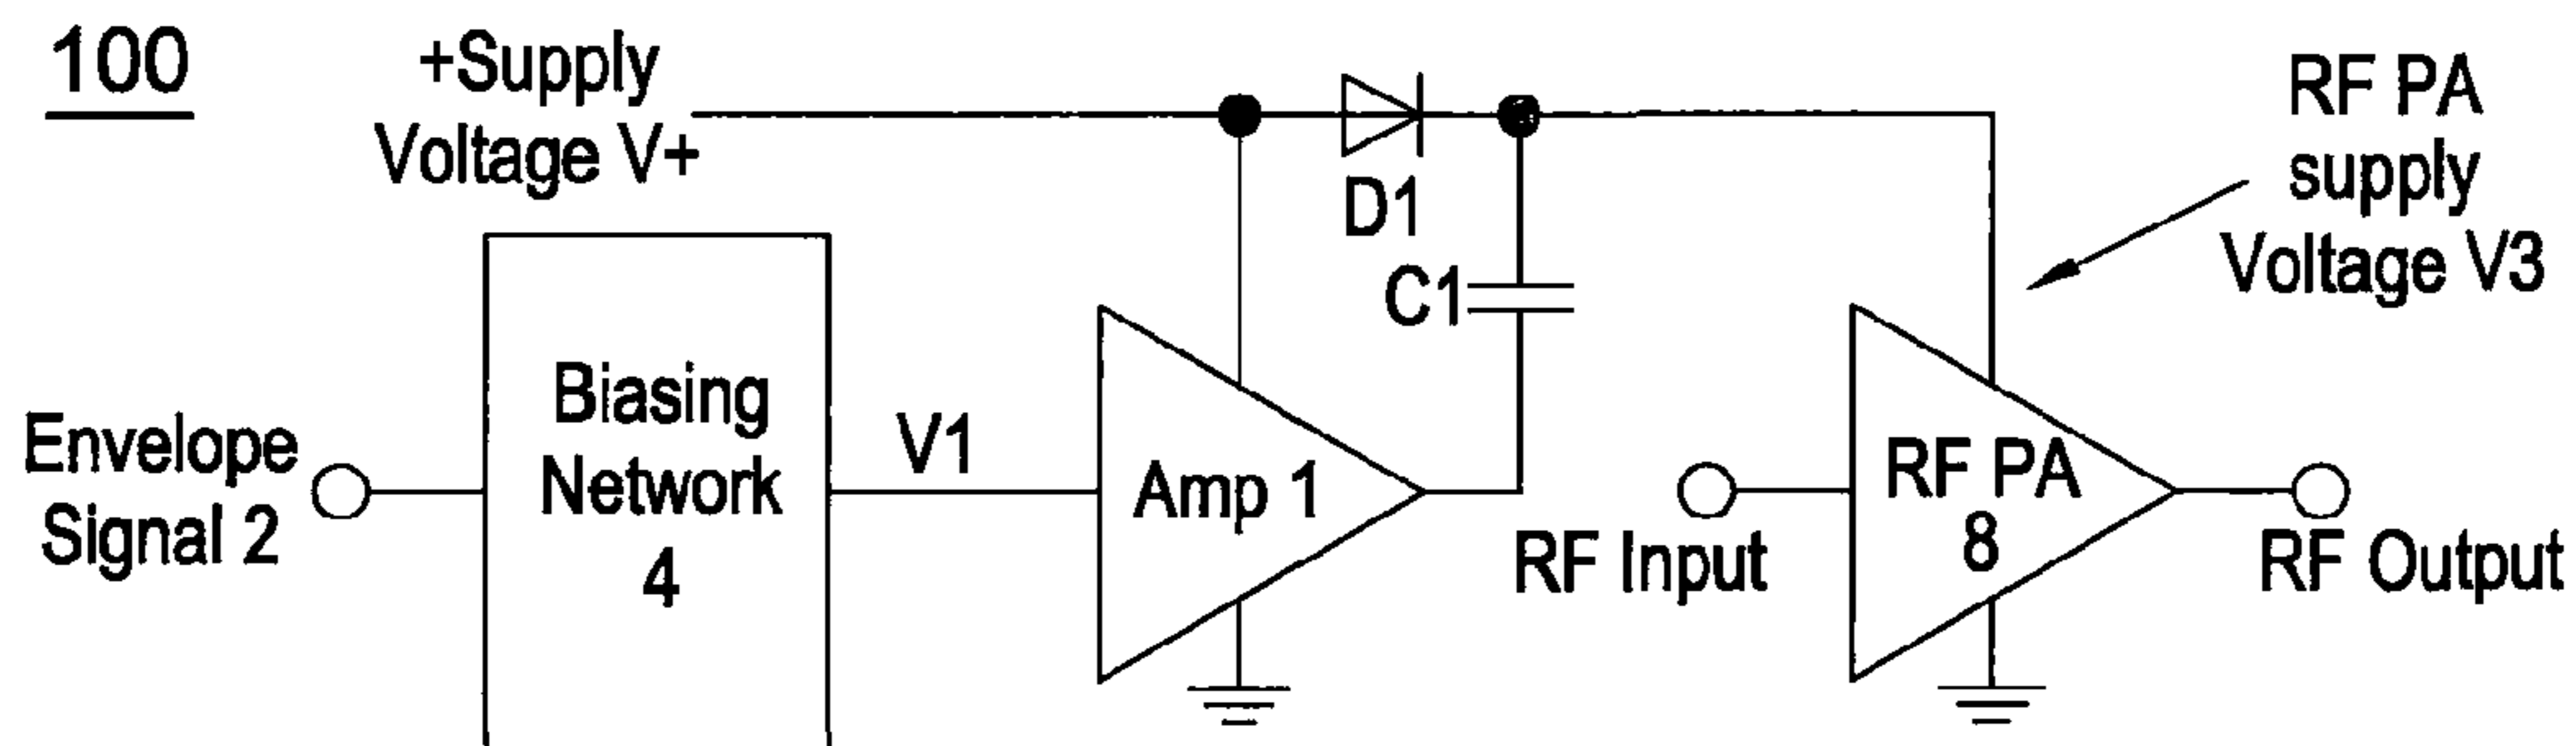 100
+Supply
Voltage V+
D1
C1
RF PA
supply
Voltage V3
Envelope
Signal 2
Biasing
Network
4
V1
Amp 1
RF Input
RF PA
8
RF Output